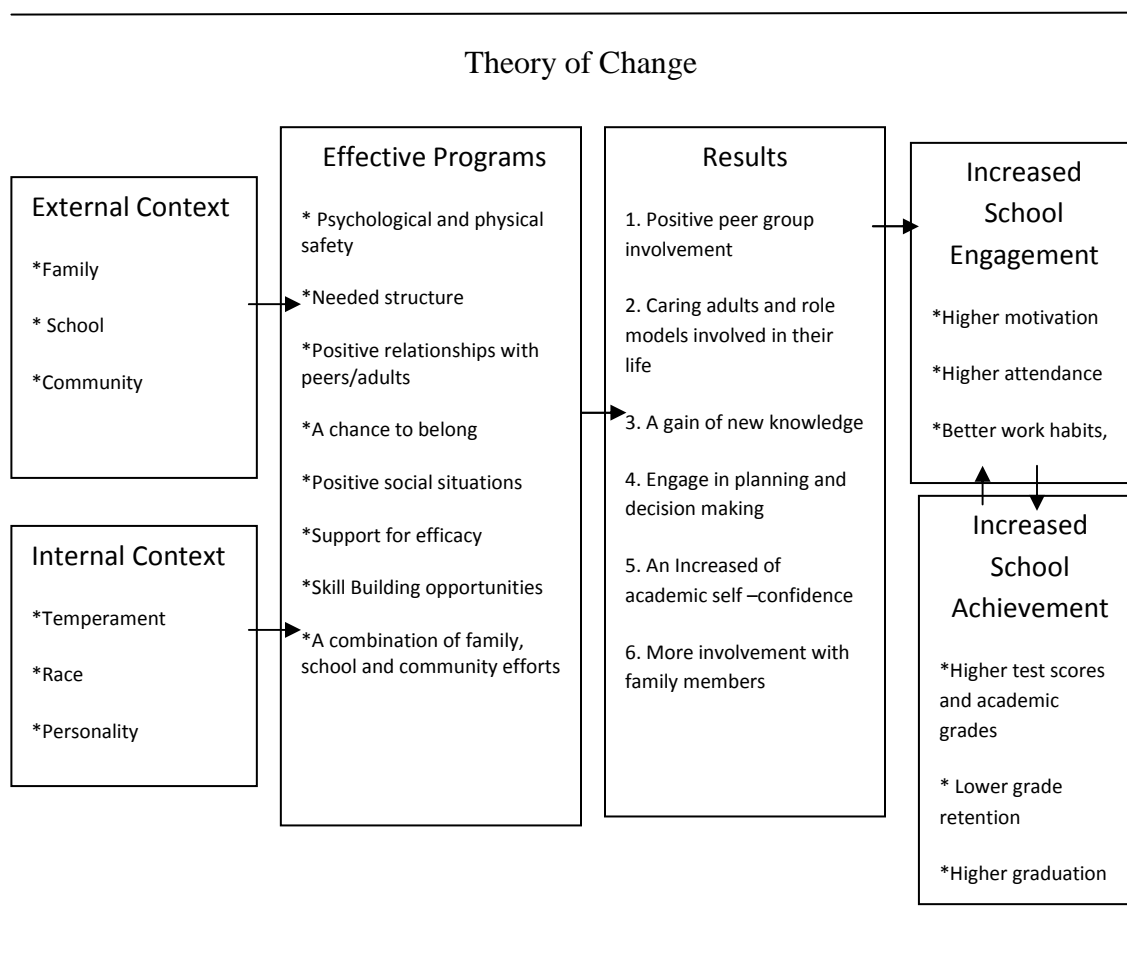 Theory of Change
External Context
*Family
* School
*Community
Internal Context
*Temperament
*Race
*Personality
Effective Programs
* Psychological and physical
safety
*Needed structure
*Positive relationships with
peers/adults
*A chance to belong
*Positive social situations
*Support for efficacy
*Skill Building opportunities
*A combination of family,
school and community efforts
Results
1. Positive peer group
involvement
2. Caring adults and role
models involved in their
life
3. A gain of new knowledge
4. Engage in planning and
decision making
5. An Increased of
academic self –confidence
6. More involvement with
family members
Increased
School
Engagement
*Higher motivation
*Higher attendance
*Better work habits,
Increased
School
Achievement
*Higher test scores
and academic
grades
* Lower grade
retention
*Higher graduation